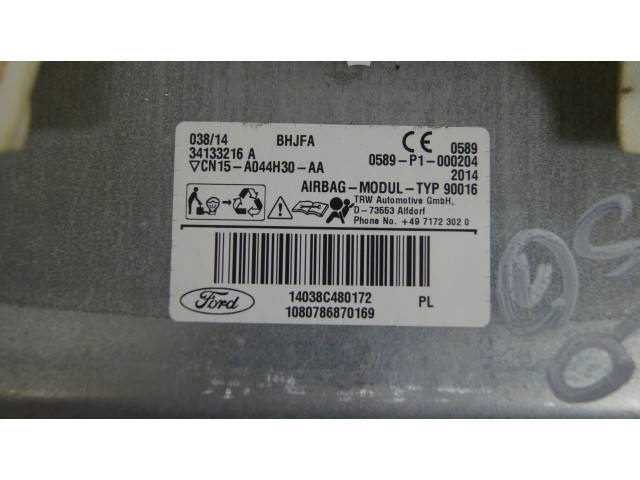 038/14 BHJFA CE 0589
34133216 A 0589-P1-000204
▽CN15-A044H30-AA 2014
AIRBAG-MODUL-TYP 90016
TRW Automotive GmbH,
D-73553 Alfdorf
Phone No. +49 7172 302 0
Ford 14038C480172 PL
1080786870169